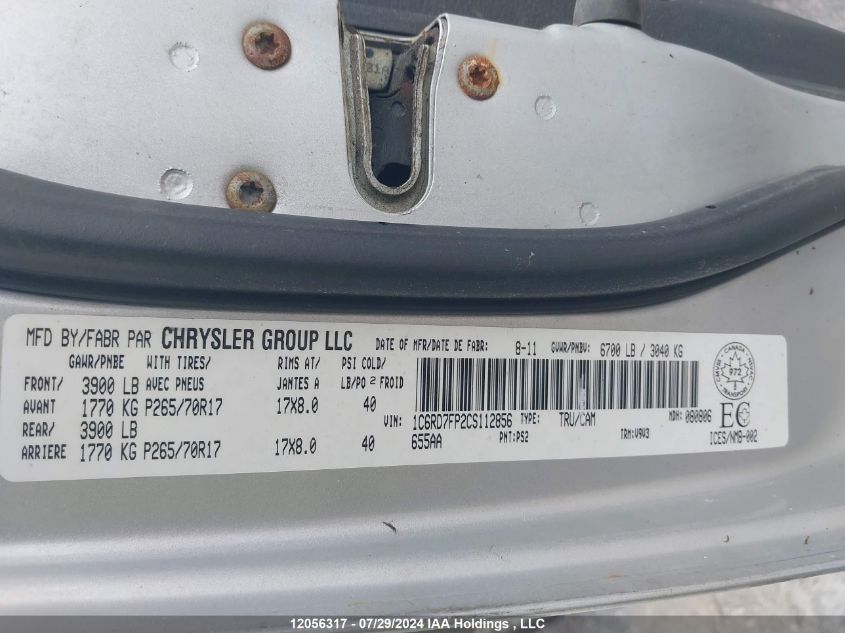 218
MFD BY/FABR PAR CHRYSLER GROUP LLC DATE OF MFR/DATE DE FABR: 8-11 GVWR/PNBV: 6700 LB / 3040 KG
GAWR/PNBE WITH TIRES/ RIMS AT/ PSI COLD/
FRONT/ 3900 LB AVEC PNEUS JANTES A LB/PO 2 FROID
AVANT 1770 KG P265/70R17 17X8.0 40
REAR/ 3900 LB
ARRIERE 1770 KG P265/70R17 17X8.0 40
VIN: 1C6RD7FP2CS112856 TYPE: TRU/CAM MDH: 080806
655AA PNT:PS2 TRM:V9V3
CANADA
972
TRANSPORT
EC
ICES/NMB-002
12056317 - 07/29/2024 IAA Holdings, LLC